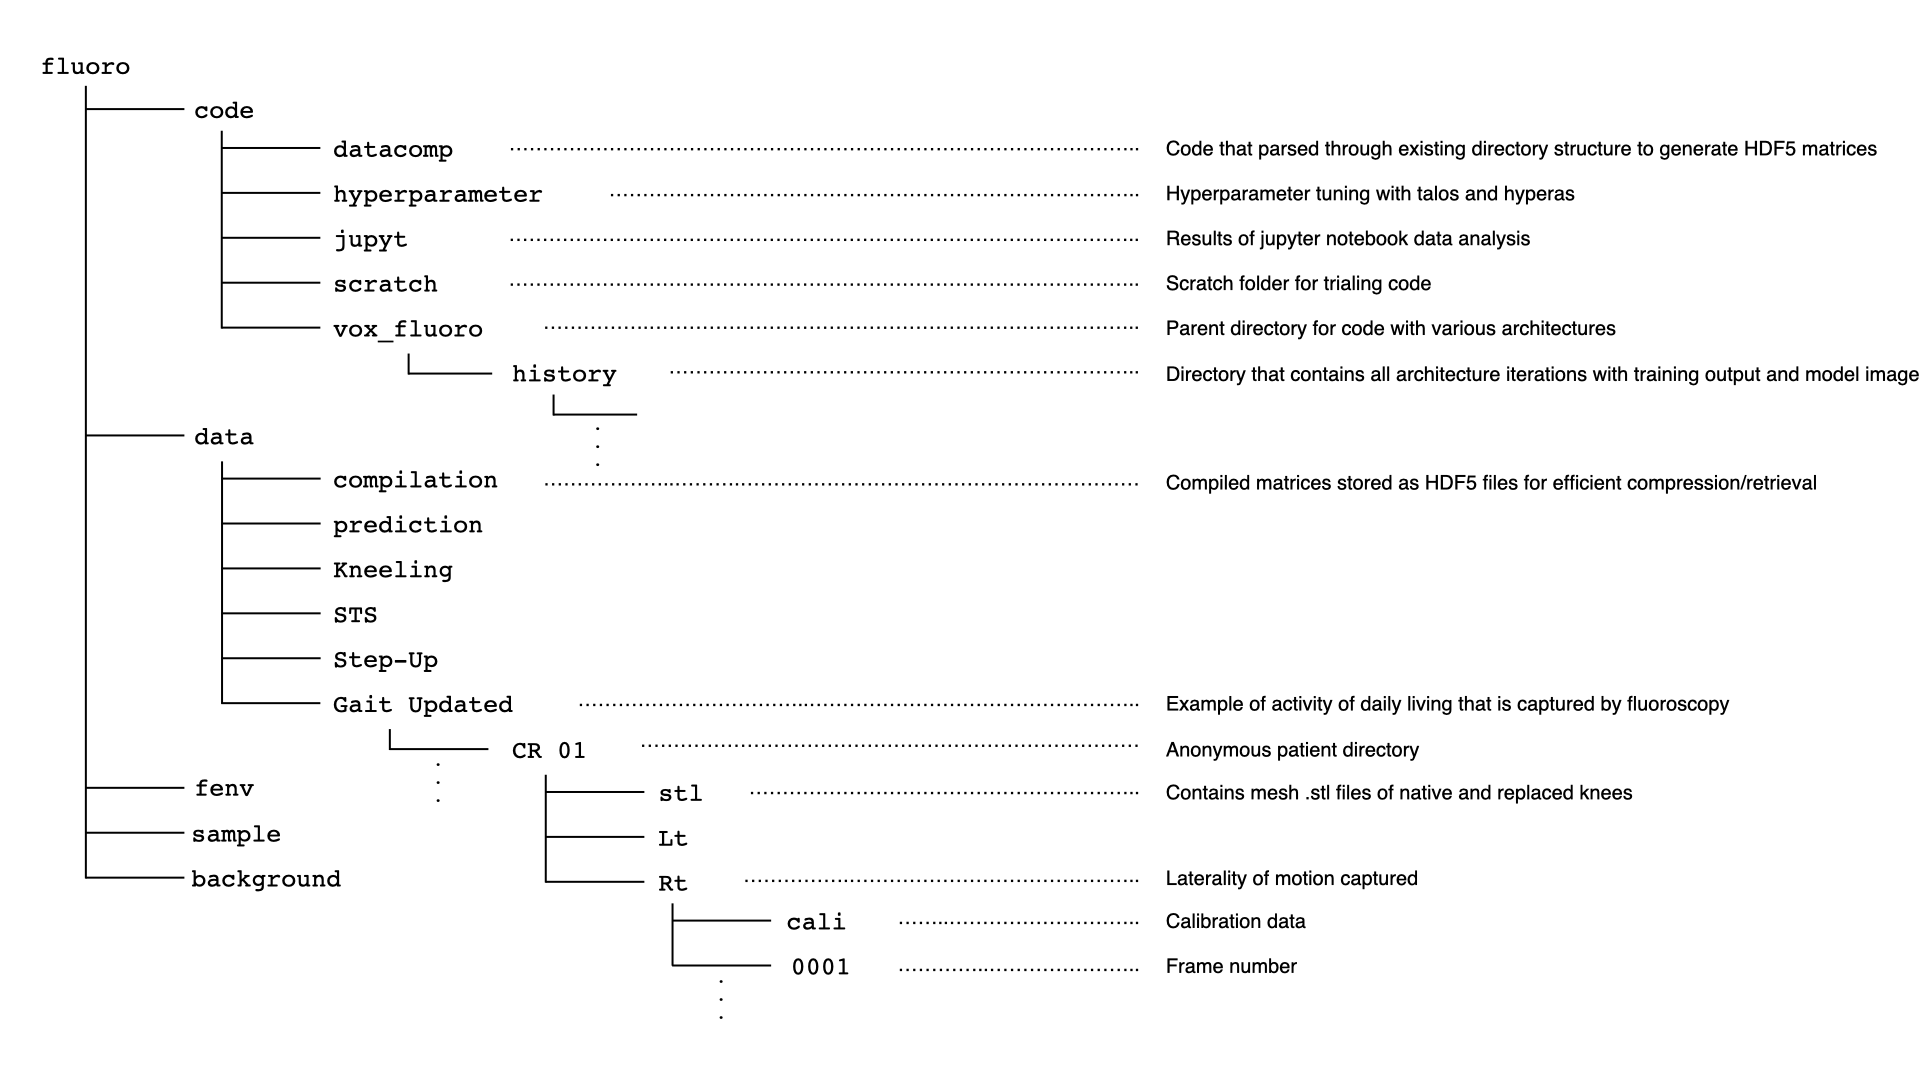 fluoro
code
datacomp Code that parsed through existing directory structure to generate HDF5 matrices
hyperparameter Hyperparameter tuning with talos and hyperas
jupyt Results of jupyter notebook data analysis
scratch Scratch folder for trialing code
vox_fluoro Parent directory for code with various architectures
history Directory that contains all architecture iterations with training output and model image
data
compilation Compiled matrices stored as HDF5 files for efficient compression/retrieval
prediction
Kneeling
STS
Step-Up
Gait Updated Example of activity of daily living that is captured by fluoroscopy
CR 01 Anonymous patient directory
fenv
stl Contains mesh .stl files of native and replaced knees
sample
Lt
background
Rt Laterality of motion captured
cali Calibration data
0001 Frame number